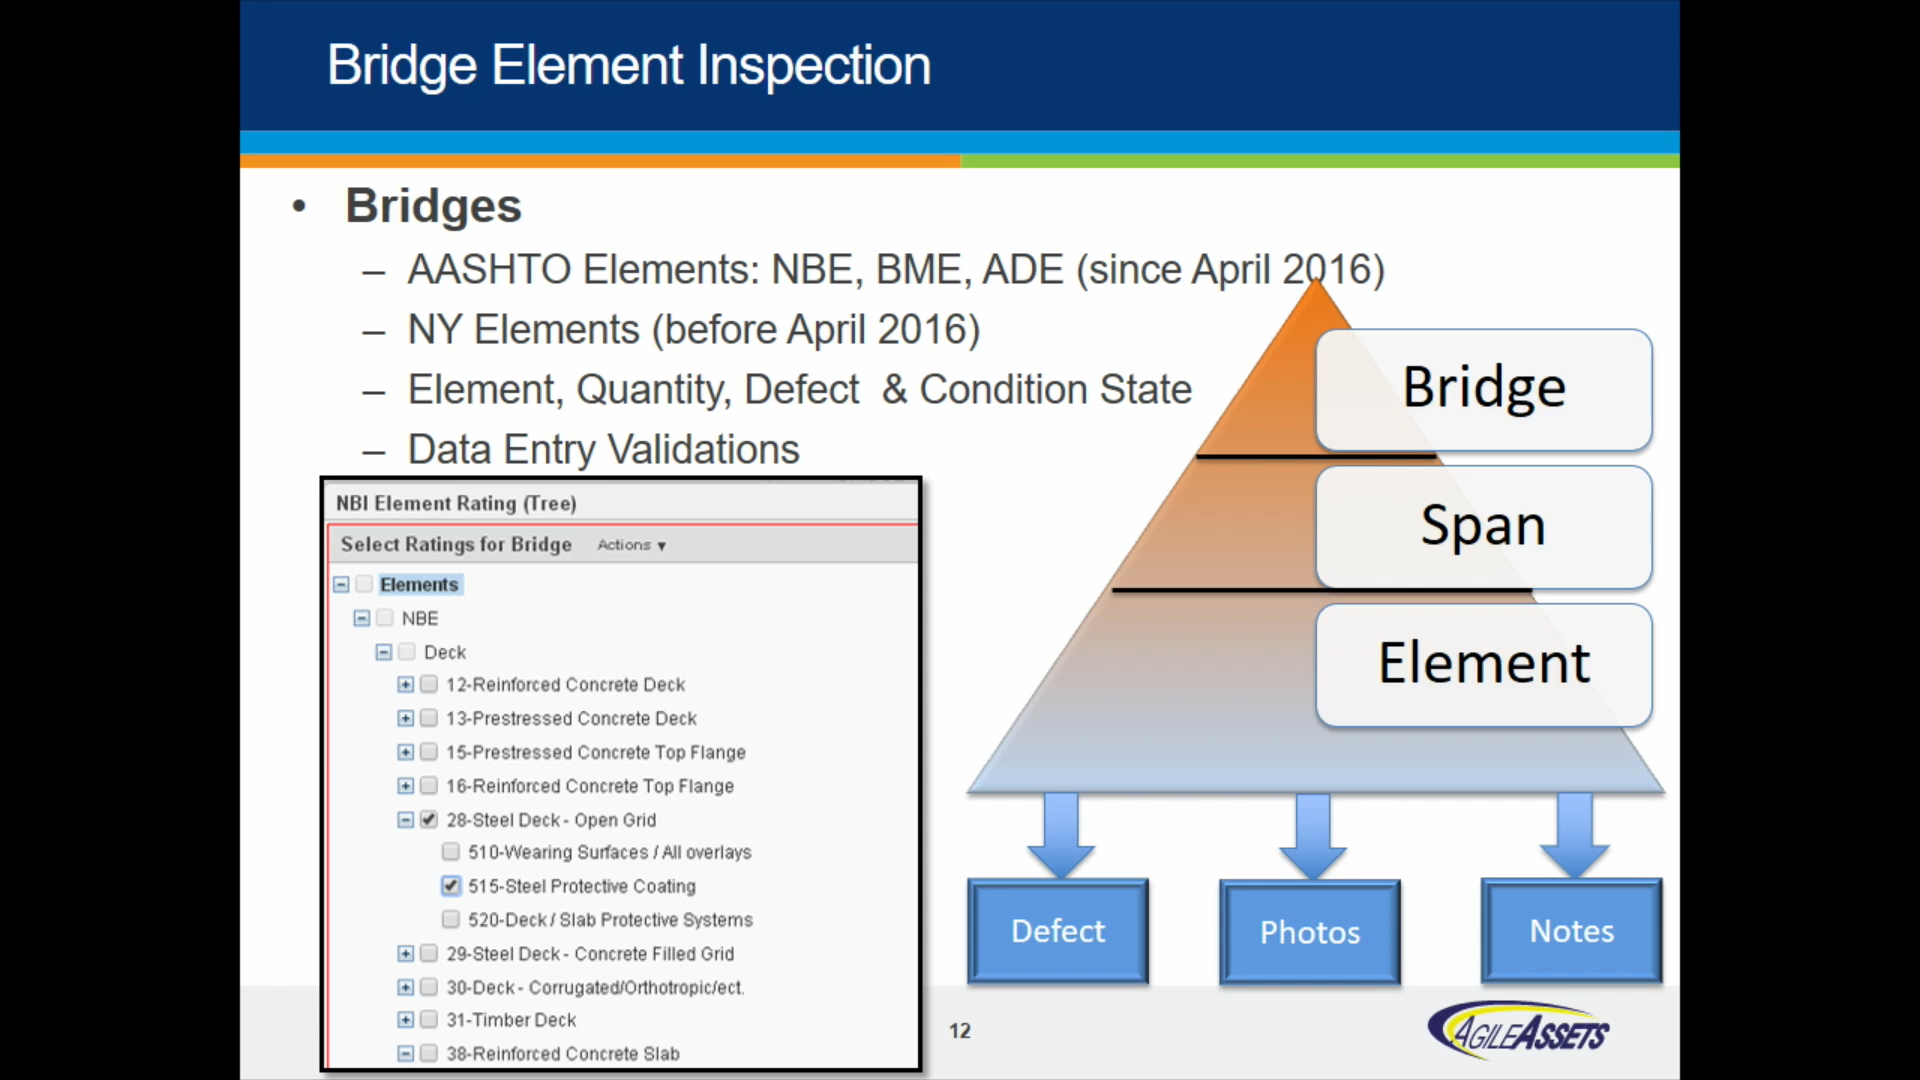 Bridge Element Inspection
• Bridges
– AASHTO Elements: NBE, BME, ADE (since April 2016)
– NY Elements (before April 2016)
– Element, Quantity, Defect & Condition State
– Data Entry Validations
NBI Element Rating (Tree)
Select Ratings for Bridge Actions ▼
Elements
NBE
Deck
12-Reinforced Concrete Deck
13-Prestressed Concrete Deck
15-Prestressed Concrete Top Flange
16-Reinforced Concrete Top Flange
28-Steel Deck - Open Grid
510-Wearing Surfaces / All overlays
515-Steel Protective Coating
520-Deck / Slab Protective Systems
29-Steel Deck - Concrete Filled Grid
30-Deck - Corrugated/Orthotropic/ect.
31-Timber Deck
38-Reinforced Concrete Slab
Bridge
Span
Element
Defect
Photos
Notes
12
AGILEASSETS